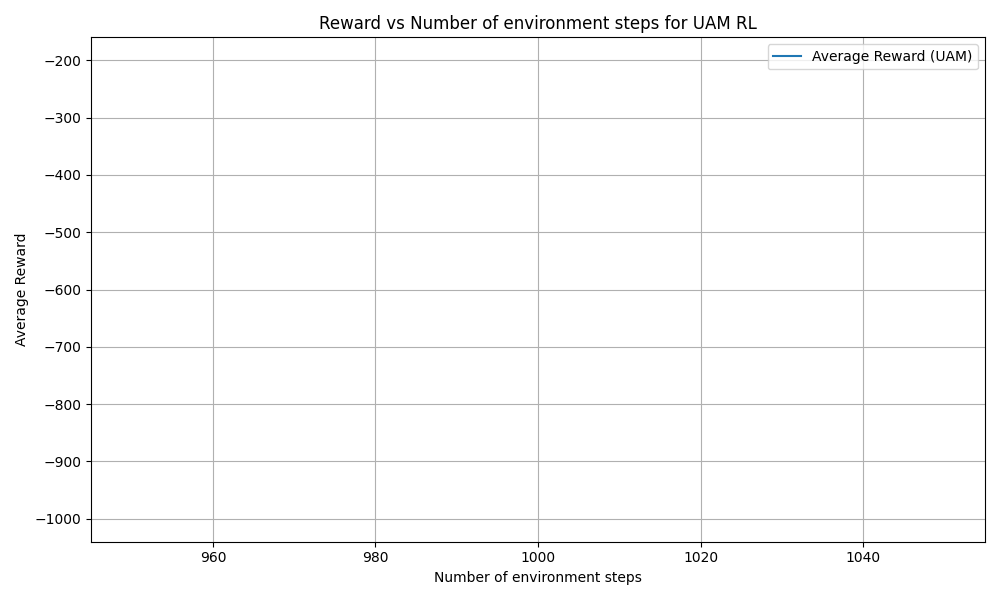 Reward vs Number of environment steps for UAM RL
Average Reward (UAM)
−200
−300
−400
−500
−600
−700
−800
−900
−1000
Average Reward
960 980 1000 1020 1040
Number of environment steps